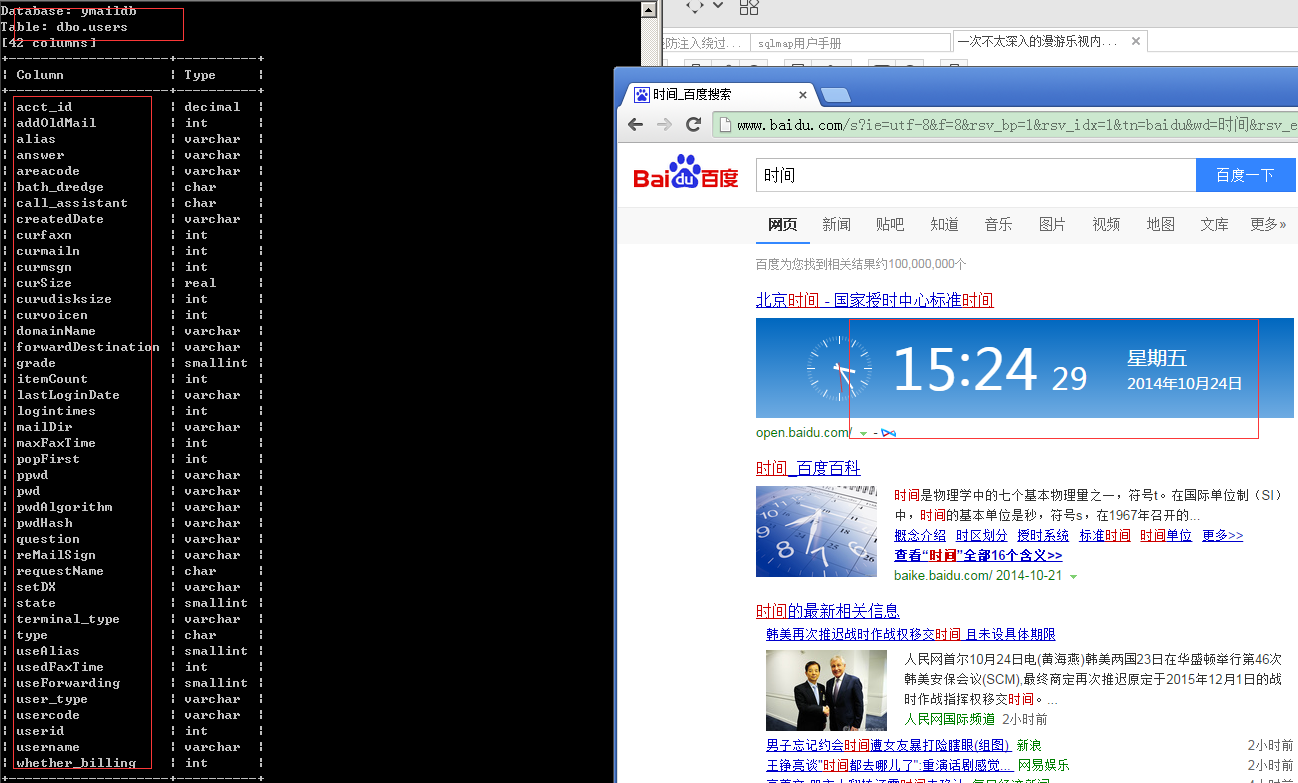 Database: ymaildb
Table: dbo.users
[42 columns]
Column | Type
acct_id | decimal
addOldMail | int
alias | varchar
answer | varchar
areacode | varchar
bath_dredge | char
call_assistant | char
createdDate | varchar
curfaxn | int
curmailn | int
curmsgn | int
curSize | real
curudisksize | int
curvoicen | int
domainName | varchar
forwardDestination | varchar
grade | smallint
itemCount | int
lastLoginDate | varchar
logintimes | int
mailDir | varchar
maxFaxTime | int
popFirst | int
ppwd | varchar
pwd | varchar
pwdAlgorithm | varchar
pwdHash | varchar
question | varchar
reMailSign | varchar
requestName | char
setDX | varchar
state | smallint
terminal_type | varchar
type | char
useAlias | smallint
usedFaxTime | int
useForwarding | smallint
user_type | varchar
usercode | varchar
userid | int
username | varchar
whether_billing | int
防注入绕过... sqlmap用户手册 一次不太深入的漫游乐视内...
时间_百度搜索
www.baidu.com/s?ie=utf-8&f=8&rsv_bp=1&rsv_idx=1&tn=baidu&wd=时间&rsv_e
Bai du 百度 时间 百度一下
网页 新闻 贴吧 知道 音乐 图片 视频 地图 文库 更多»
百度为您找到相关结果约100,000,000个
北京时间 - 国家授时中心标准时间
15:24 29 星期五
2014年10月24日
open.baidu.com/ -
时间_百度百科
时间是物理学中的七个基本物理量之一，符号t。在国际单位制（SI）
中，时间的基本单位是秒，符号s，在1967年召开的...
概念介绍 时区划分 授时系统 标准时间 时间单位 更多>>
查看“时间”全部16个含义>>
baike.baidu.com/ 2014-10-21
时间的最新相关信息
韩美再次推迟战时作战权移交时间 且未设具体期限
人民网首尔10月24日电(黄海燕)韩美两国23日在华盛顿举行第46次
韩美安保会议(SCM),最终商定再次推迟原定于2015年12月1日的战
时作战指挥权移交时间。...
人民网国际频道 2小时前
男子忘记约会时间遭女友暴打险瞎眼(组图) 新浪 2小时前
王铮亮谈"时间都去哪儿了":重演话剧感觉... 网易娱乐 2小时前